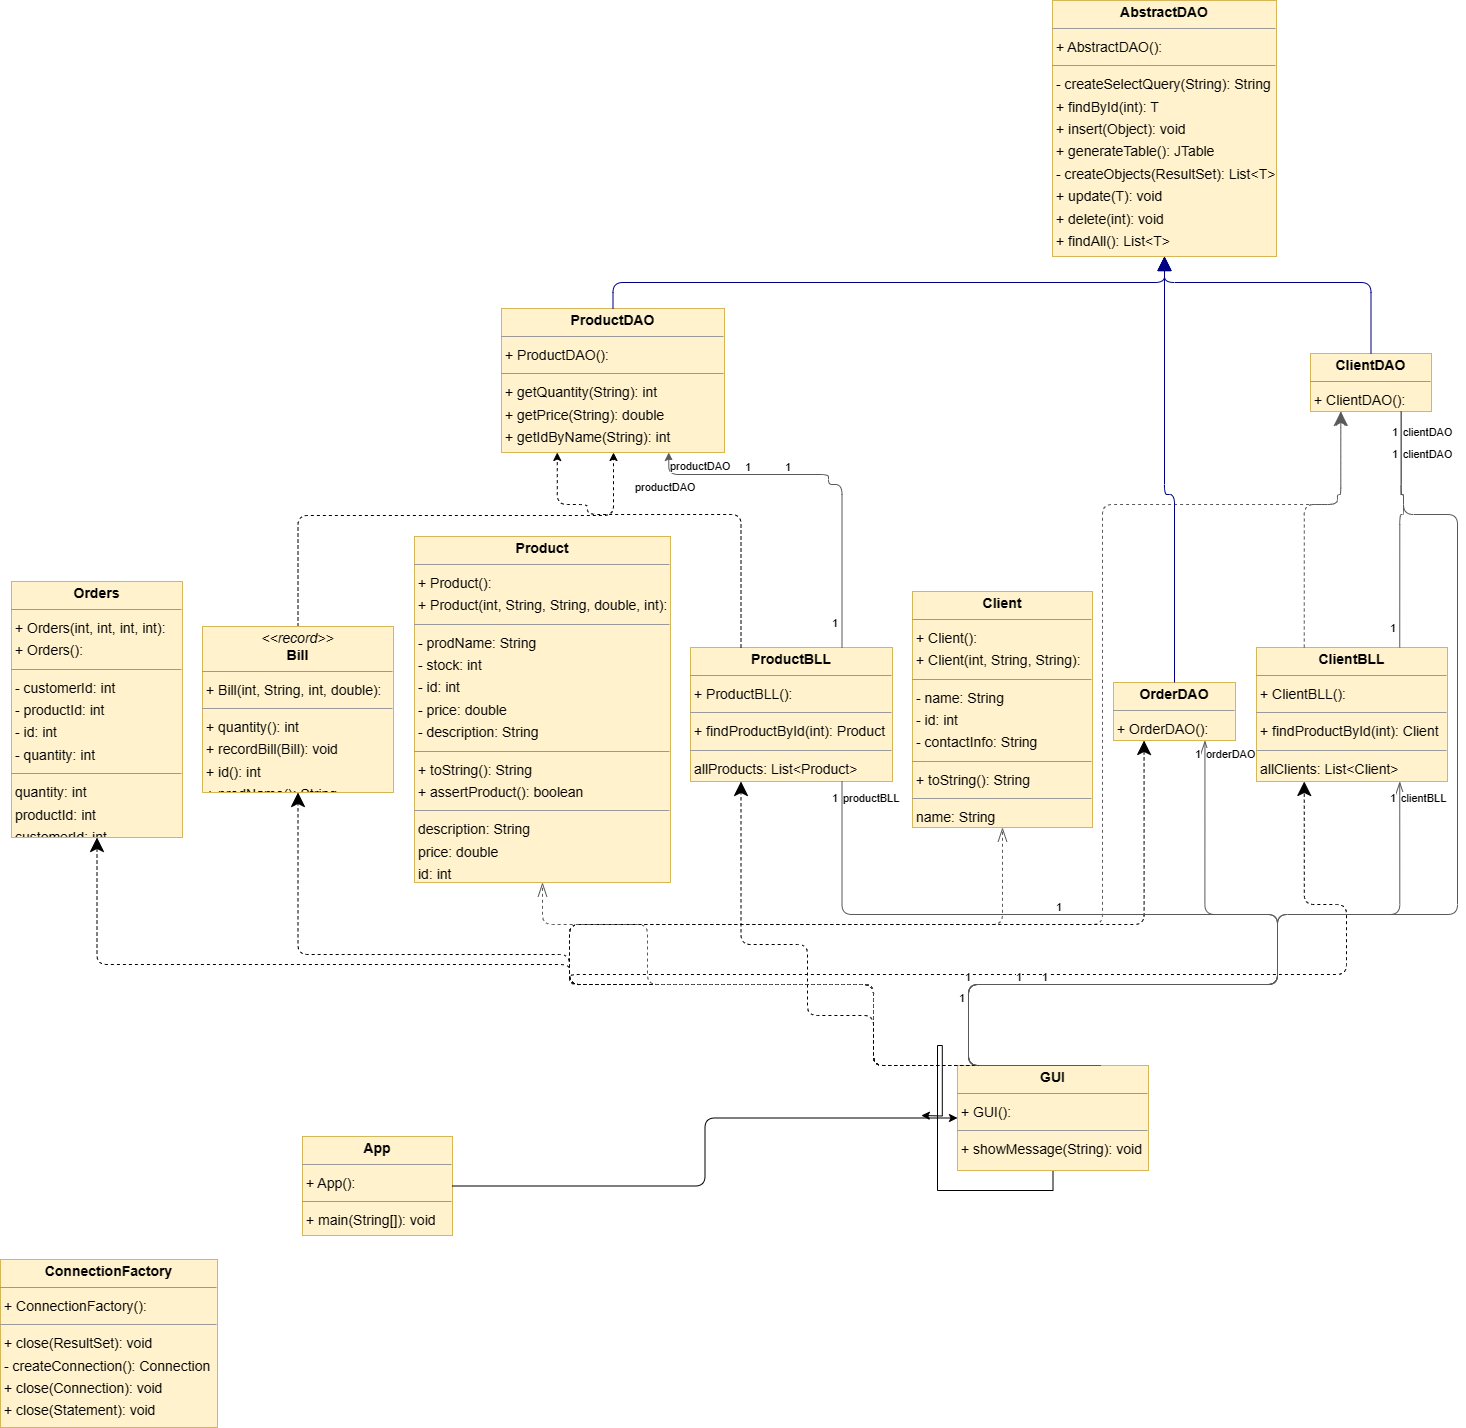 AbstractDAO
+ AbstractDAO():
- createSelectQuery(String): String
+ findById(int): T
+ insert(Object): void
+ generateTable(): JTable
- createObjects(ResultSet): List<T>
+ update(T): void
+ delete(int): void
+ findAll(): List<T>
ProductDAO
+ ProductDAO():
+ getQuantity(String): int
+ getPrice(String): double
+ getIdByName(String): int
ClientDAO
+ ClientDAO():
1 clientDAO
1 clientDAO
productDAO 1 1
productDAO
Orders
+ Orders(int, int, int, int):
+ Orders():
- customerId: int
- productId: int
- id: int
- quantity: int
quantity: int
productId: int
customerId: int
<<record>>
Bill
+ Bill(int, String, int, double):
+ quantity(): int
+ recordBill(Bill): void
+ id(): int
+ prodName(): String
Product
+ Product():
+ Product(int, String, String, double, int):
- prodName: String
- stock: int
- id: int
- price: double
- description: String
+ toString(): String
+ assertProduct(): boolean
description: String
price: double
id: int
1
ProductBLL
+ ProductBLL():
+ findProductById(int): Product
allProducts: List<Product>
1 productBLL
Client
+ Client():
+ Client(int, String, String):
- name: String
- id: int
- contactInfo: String
+ toString(): String
name: String
OrderDAO
+ OrderDAO():
1 orderDAO
1
ClientBLL
+ ClientBLL():
+ findProductById(int): Client
allClients: List<Client>
1 clientBLL
1
1 1 1
1
GUI
+ GUI():
+ showMessage(String): void
App
+ App():
+ main(String[]): void
ConnectionFactory
+ ConnectionFactory():
+ close(ResultSet): void
- createConnection(): Connection
+ close(Connection): void
+ close(Statement): void